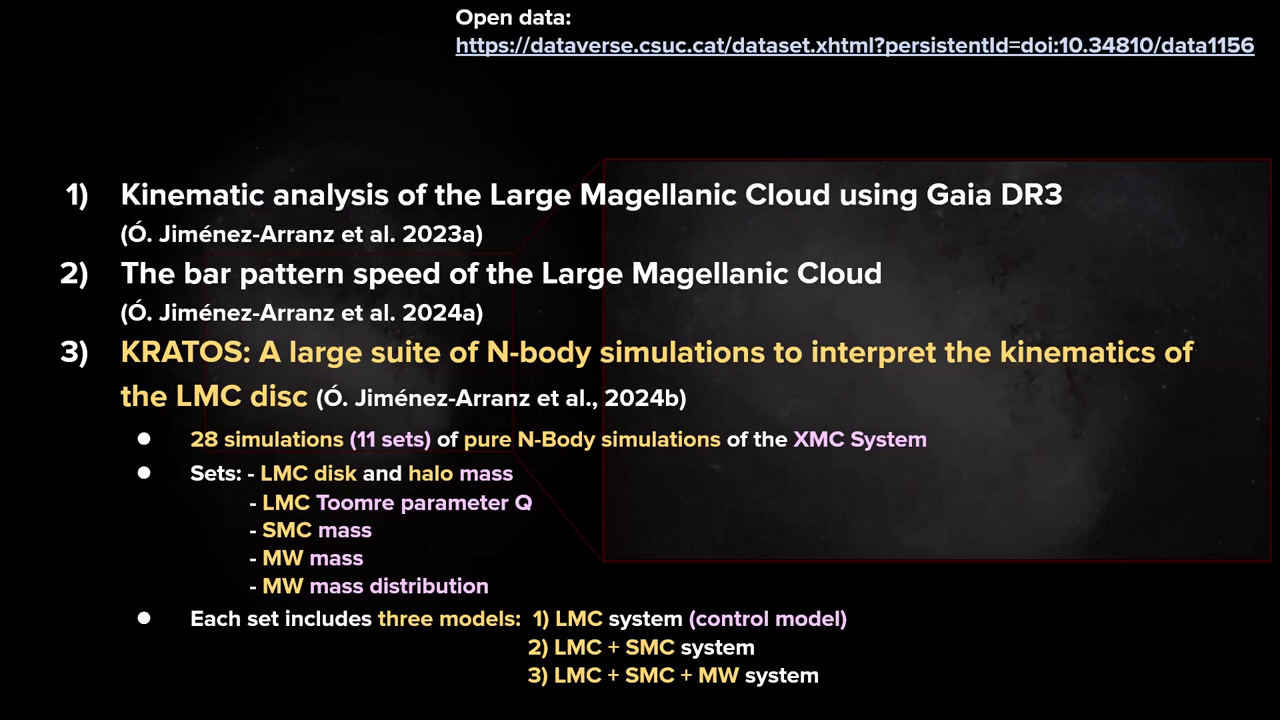 Open data:
https://dataverse.csuc.cat/dataset.xhtml?persistentId=doi:10.34810/data1156
1) Kinematic analysis of the Large Magellanic Cloud using Gaia DR3
(Ó. Jiménez-Arranz et al. 2023a)
2) The bar pattern speed of the Large Magellanic Cloud
(Ó. Jiménez-Arranz et al. 2024a)
3) KRATOS: A large suite of N-body simulations to interpret the kinematics of
the LMC disc (Ó. Jiménez-Arranz et al., 2024b)
● 28 simulations (11 sets) of pure N-Body simulations of the XMC System
● Sets: - LMC disk and halo mass
- LMC Toomre parameter Q
- SMC mass
- MW mass
- MW mass distribution
● Each set includes three models: 1) LMC system (control model)
2) LMC + SMC system
3) LMC + SMC + MW system